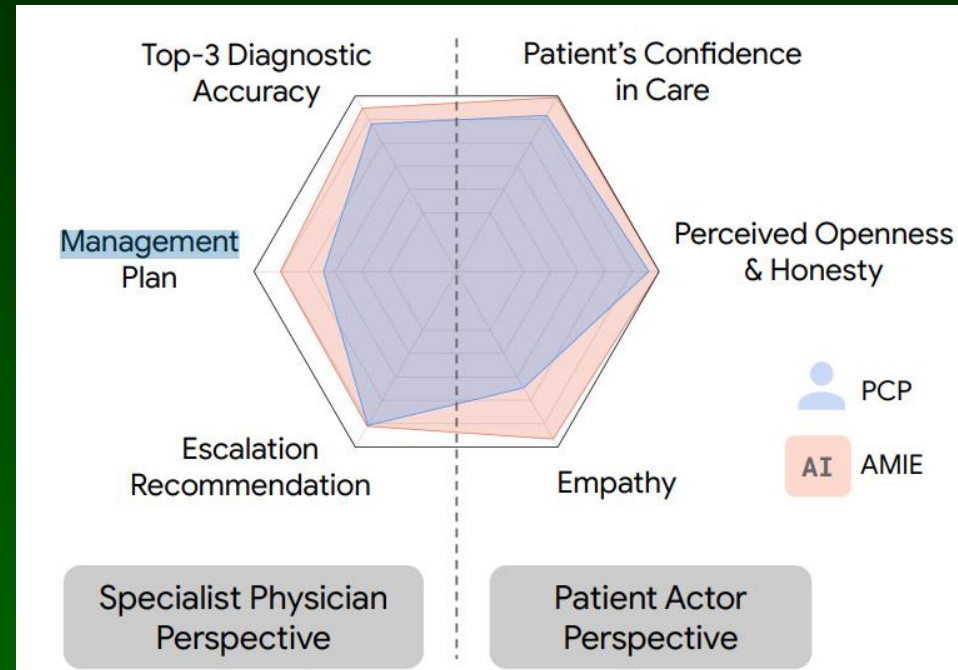 Top-3 Diagnostic
Accuracy
Patient's Confidence
in Care
Management
Plan
Perceived Openness
& Honesty
PCP
AI AMIE
Escalation
Recommendation
Empathy
Specialist Physician
Perspective
Patient Actor
Perspective